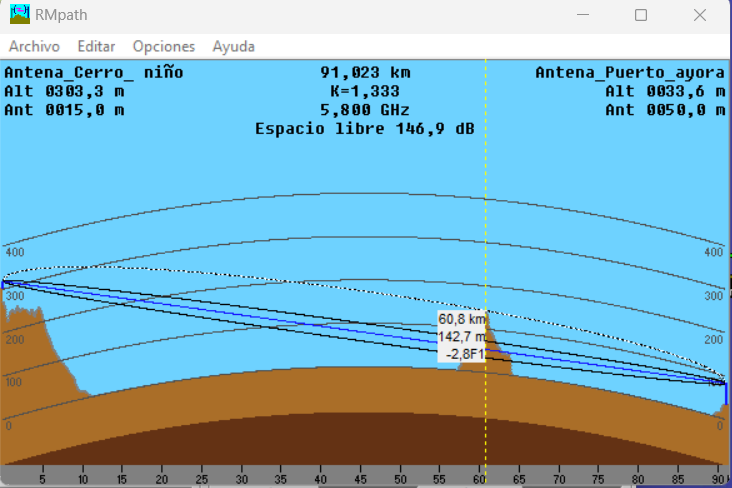 RMpath
Archivo Editar Opciones Ayuda
Antena_Cerro_ niño 91,023 km Antena_Puerto_ayora
Alt 0303,3 m K=1,333 Alt 0033,6 m
Ant 0015,0 m 5,800 GHz Ant 0050,0 m
Espacio libre 146,9 dB
400 400
300 300
200 200
60,8 km
142,7 m
-2,8F1
100
0 0
5 10 15 20 25 30 35 40 45 50 55 60 65 70 75 80 85 90